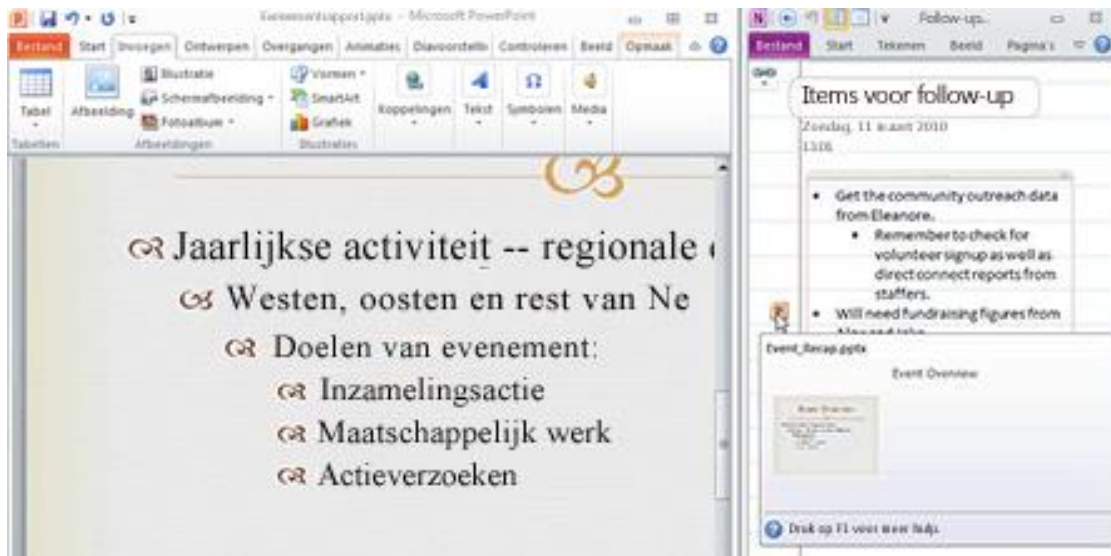 Evenementrapport.pptx - Microsoft PowerPoint
Bestand Start Invoegen Ontwerpen Overgangen Animaties Diavoorstelling Controleren Beeld Opmaak
Tabel
Afbeelding
Illustratie
Schermafbeelding
Fotoalbum
Vormen
SmartArt
Grafiek
Koppelingen
Tekst
Symbolen
Media
Tabellen
Afbeeldingen
Illustraties
Jaarlijkse activiteit -- regionale
Westen, oosten en rest van Ne
Doelen van evenement:
Inzamelingsactie
Maatschappelijk werk
Actieverzoeken
Follow-up..
Bestand Start Tekenen Beeld Pagina's
Items voor follow-up
Zondag, 11 maart 2010
• Get the community outreach data
from Eleanore.
• Remember to check for
volunteer signup as well as
direct connect reports from
staffers.
• Will need fundraising figures from
Event_Recap.pptx
Event Overview
Druk op F1 voor meer hulp.